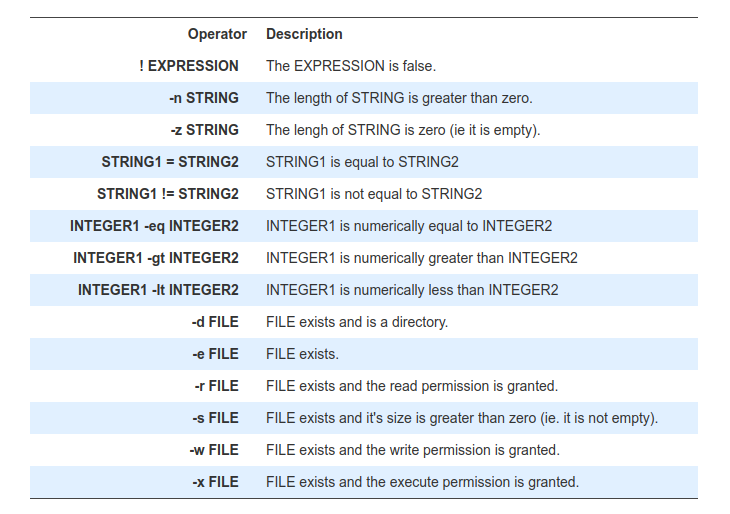 Operator Description
! EXPRESSION The EXPRESSION is false.
-n STRING The length of STRING is greater than zero.
-z STRING The lengh of STRING is zero (ie it is empty).
STRING1 = STRING2 STRING1 is equal to STRING2
STRING1 != STRING2 STRING1 is not equal to STRING2
INTEGER1 -eq INTEGER2 INTEGER1 is numerically equal to INTEGER2
INTEGER1 -gt INTEGER2 INTEGER1 is numerically greater than INTEGER2
INTEGER1 -lt INTEGER2 INTEGER1 is numerically less than INTEGER2
-d FILE FILE exists and is a directory.
-e FILE FILE exists.
-r FILE FILE exists and the read permission is granted.
-s FILE FILE exists and it's size is greater than zero (ie. it is not empty).
-w FILE FILE exists and the write permission is granted.
-x FILE FILE exists and the execute permission is granted.